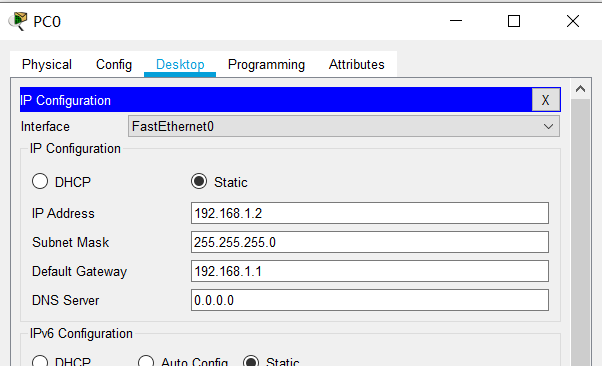 PC0
Physical Config Desktop Programming Attributes
IP Configuration X
Interface FastEthernet0
IP Configuration
DHCP Static
IP Address 192.168.1.2
Subnet Mask 255.255.255.0
Default Gateway 192.168.1.1
DNS Server 0.0.0.0
IPv6 Configuration
DHCP Auto Config Static